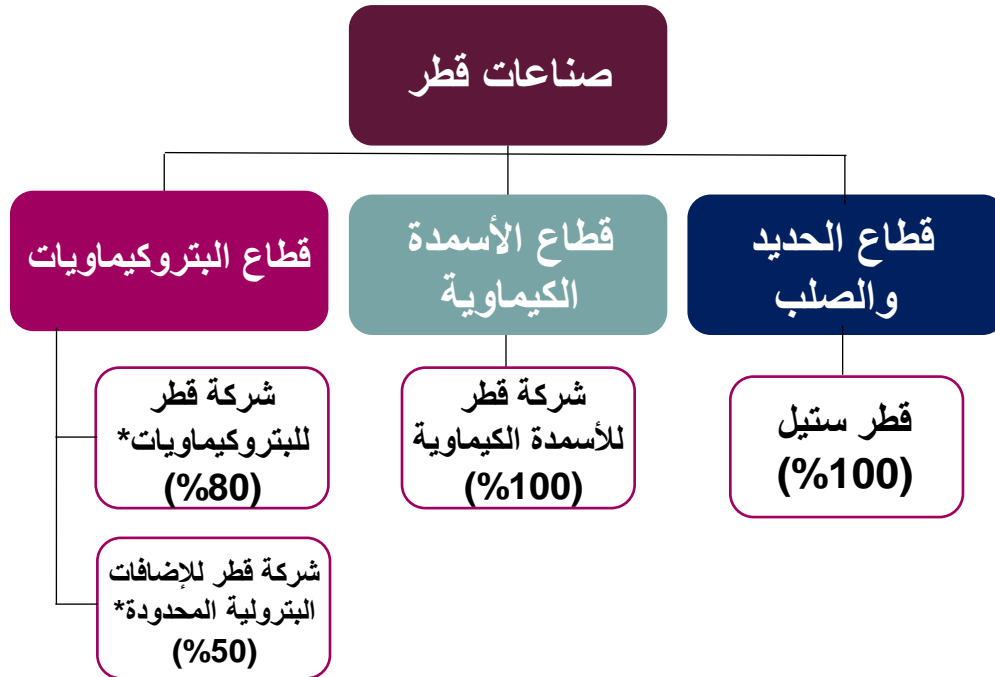 صناعات قطر
قطاع الحديد
والصلب
قطاع الأسمدة
الكيماوية
قطاع البتروكيماويات
قطر ستيل
(%100)
شركة قطر
للأسمدة الكيماوية
(%100)
شركة قطر
للبتروكيماويات*
(%80)
شركة قطر للإضافات
البترولية المحدودة*
(%50)